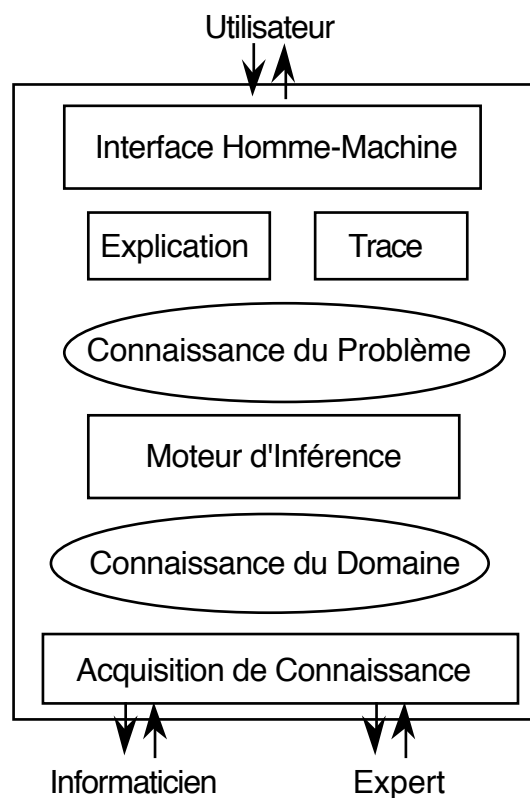 Utilisateur
Interface Homme-Machine
Explication
Trace
Connaissance du Problème
Moteur d'Inférence
Connaissance du Domaine
Acquisition de Connaissance
Informaticien
Expert